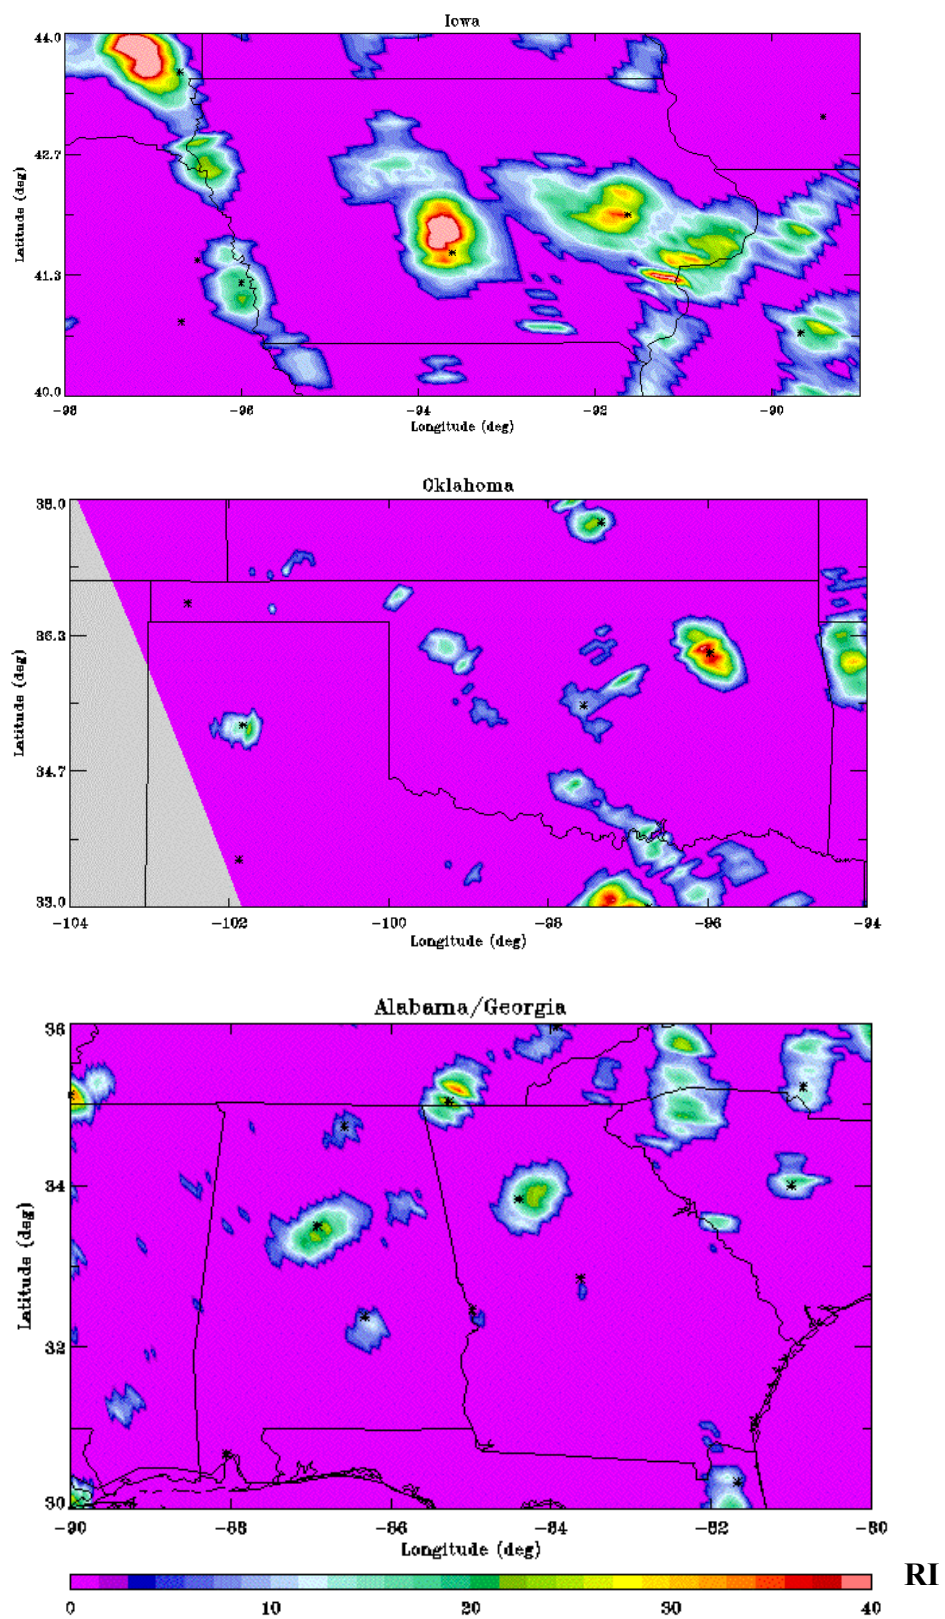 Iowa
44.0
42.7
41.3
40.0
Latitude (deg)
-98 -96 -94 -92 -90
Longitude (deg)
Oklahoma
38.0
36.3
34.7
33.0
Latitude (deg)
-104 -102 -100 -98 -96 -94
Longitude (deg)
Alabama/Georgia
36
34
32
30
Latitude (deg)
-90 -88 -86 -84 -82 -80
Longitude (deg)
RI
0 10 20 30 40